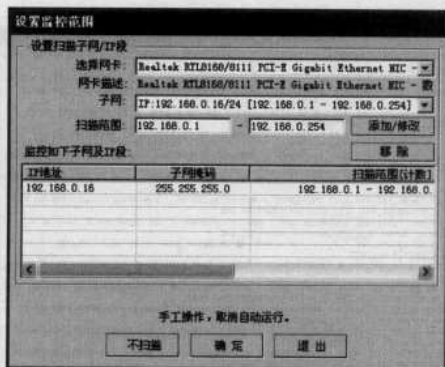 设置监控范围
设置扫描子网/IP段
选择网卡: Realtek RTL8168/8111 PCI-E Gigabit Ethernet NIC -
网卡描述: Realtek RTL8168/8111 PCI-E Gigabit Ethernet NIC - 数
子网: IP:192.168.0.16/24 [192.168.0.1 - 192.168.0.254]
扫描范围: 192.168.0.1 - 192.168.0.254 添加/修改
监控如下子网及IP段: 移除
IP地址 子网掩码 扫描范围[计数]
192.168.0.16 255.255.255.0 192.168.0.1 - 192.168.0.
手工操作，取消自动运行。
不扫描 确定 退出